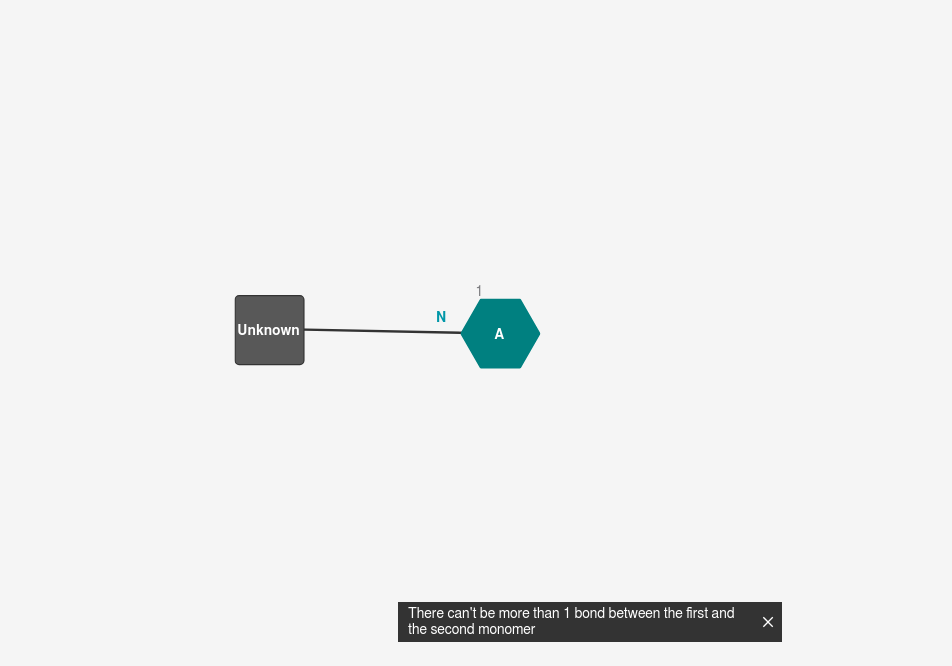 1
N
Unknown
A
There can't be more than 1 bond between the first and
the second monomer